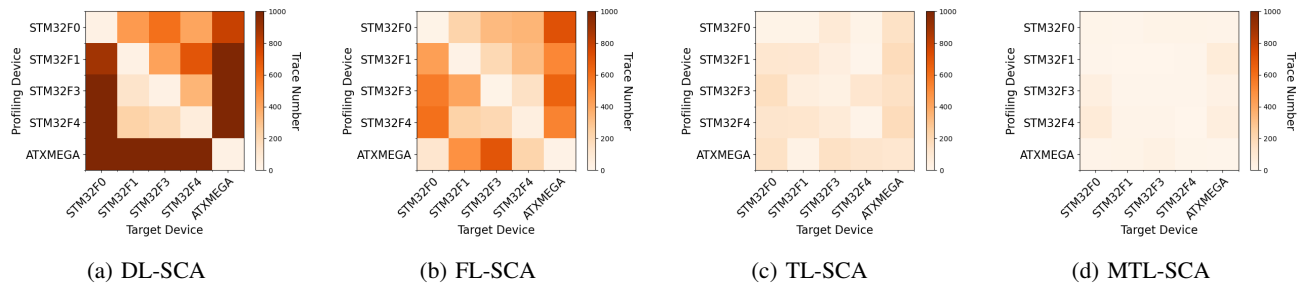 STM32F0
STM32F1
STM32F3
STM32F4
ATXMEGA
Profiling Device
STM32F0
STM32F1
STM32F3
STM32F4
ATXMEGA
Target Device
1000
800
600
400
200
0
Trace Number
(a) DL-SCA
STM32F0
STM32F1
STM32F3
STM32F4
ATXMEGA
Profiling Device
STM32F0
STM32F1
STM32F3
STM32F4
ATXMEGA
Target Device
1000
800
600
400
200
0
Trace Number
(b) FL-SCA
STM32F0
STM32F1
STM32F3
STM32F4
ATXMEGA
Profiling Device
STM32F0
STM32F1
STM32F3
STM32F4
ATXMEGA
Target Device
1000
800
600
400
200
0
Trace Number
(c) TL-SCA
STM32F0
STM32F1
STM32F3
STM32F4
ATXMEGA
Profiling Device
STM32F0
STM32F1
STM32F3
STM32F4
ATXMEGA
Target Device
1000
800
600
400
200
0
Trace Number
(d) MTL-SCA